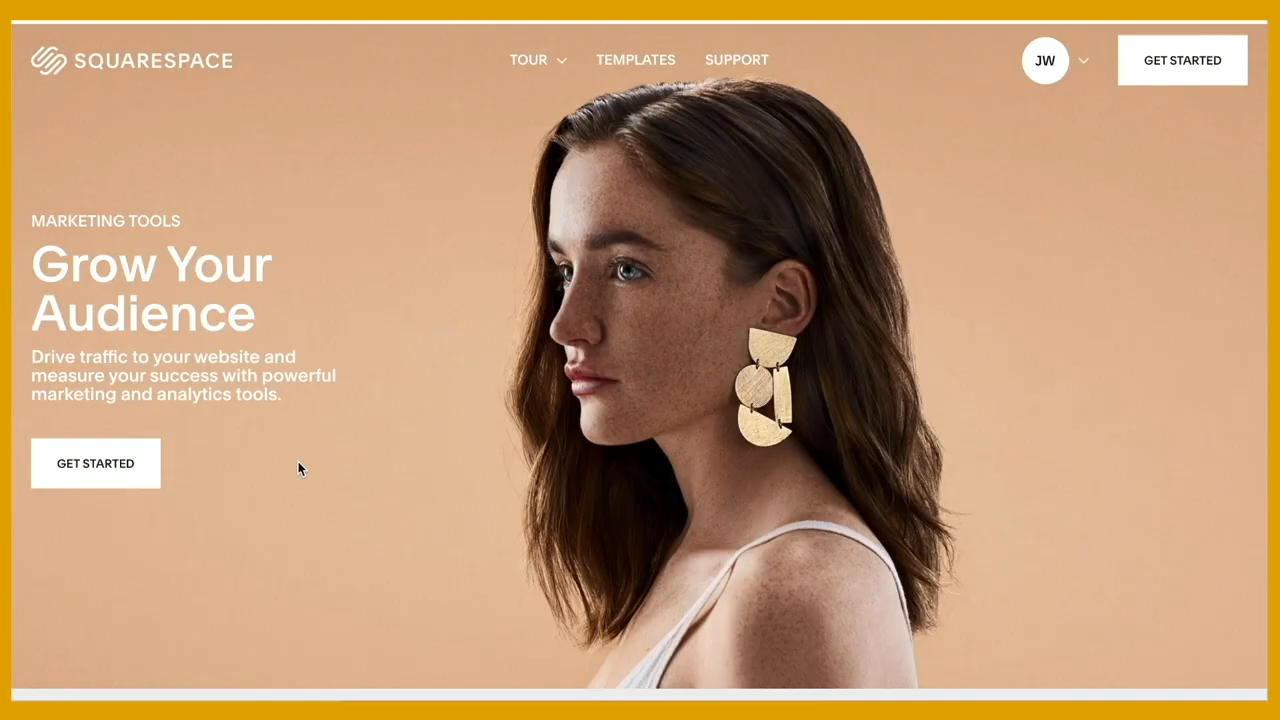 SQUARESPACE
TOUR
TEMPLATES
SUPPORT
JW
GET STARTED
MARKETING TOOLS
Grow Your
Audience
Drive traffic to your website and
measure your success with powerful
marketing and analytics tools.
GET STARTED